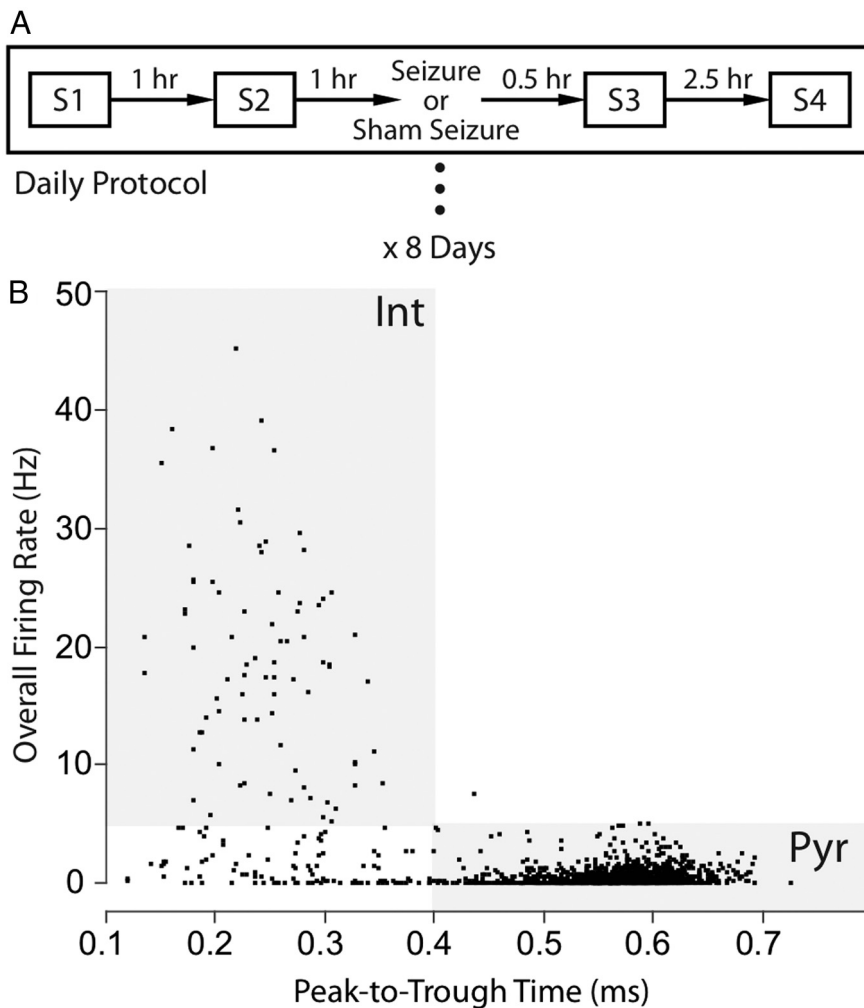 A
S1
1 hr
S2
1 hr
Seizure
or
Sham Seizure
0.5 hr
S3
2.5 hr
S4
Daily Protocol
x 8 Days
B
Int
Pyr
50
40
30
20
10
0
Overall Firing Rate (Hz)
0.1 0.2 0.3 0.4 0.5 0.6 0.7
Peak-to-Trough Time (ms)